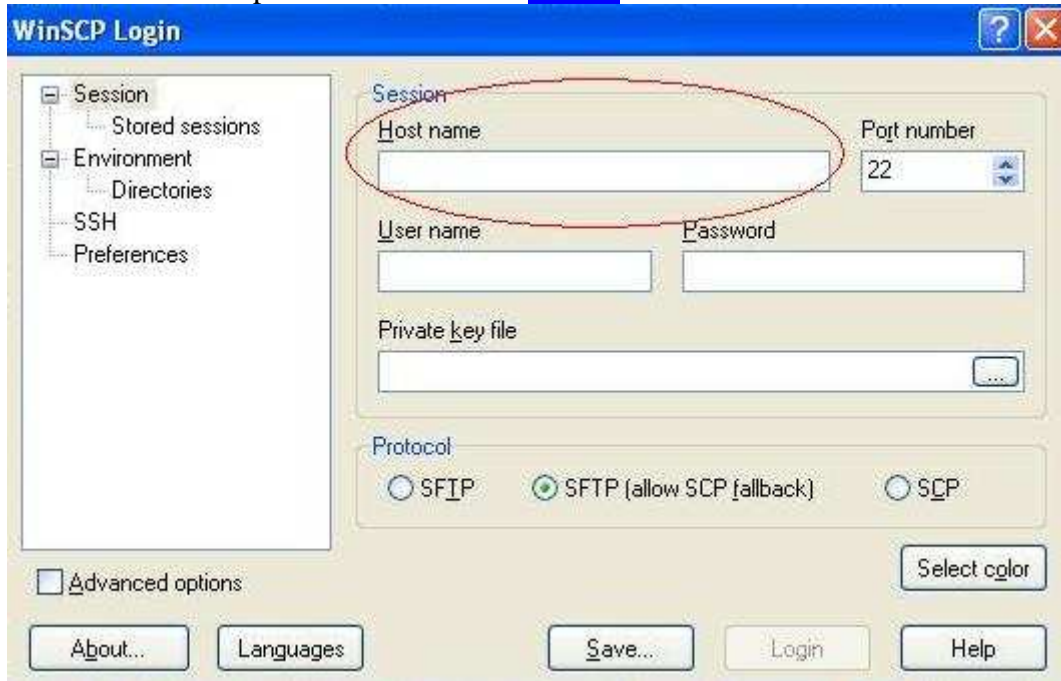 WinSCP Login
Session
Stored sessions
Environment
Directories
SSH
Preferences
Session
Host name
Port number
22
User name
Password
Private key file
...
Protocol
SFTP
SFTP (allow SCP fallback)
SCP
Select color
Advanced options
About...
Languages
Save...
Login
Help